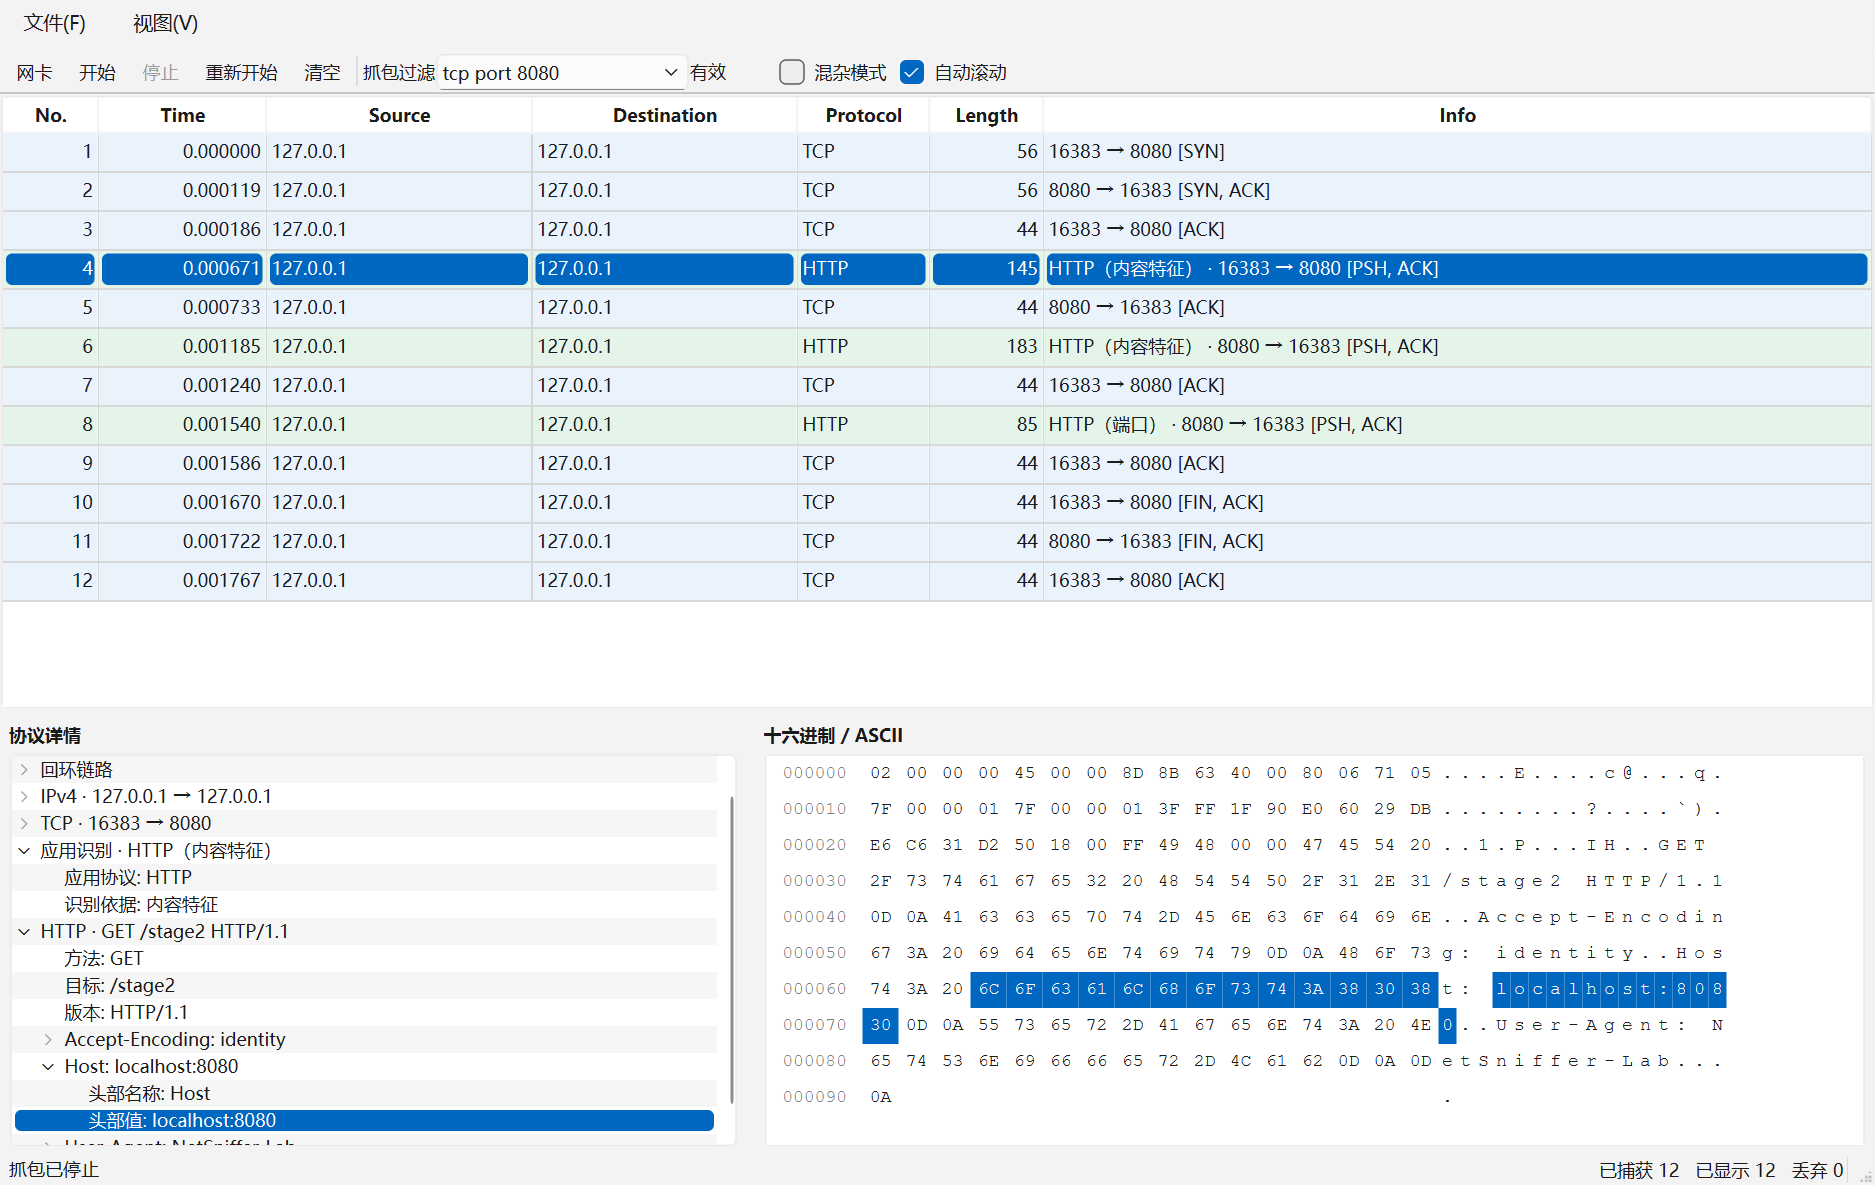 文件(F) 视图(V)
网卡 开始 停止 重新开始 清空 抓包过滤 tcp port 8080 有效 混杂模式 自动滚动
No. Time Source Destination Protocol Length Info
1 0.000000 127.0.0.1 127.0.0.1 TCP 56 16383 → 8080 [SYN]
2 0.000119 127.0.0.1 127.0.0.1 TCP 56 8080 → 16383 [SYN, ACK]
3 0.000186 127.0.0.1 127.0.0.1 TCP 44 16383 → 8080 [ACK]
4 0.000671 127.0.0.1 127.0.0.1 HTTP 145 HTTP（内容特征） · 16383 → 8080 [PSH, ACK]
5 0.000733 127.0.0.1 127.0.0.1 TCP 44 8080 → 16383 [ACK]
6 0.001185 127.0.0.1 127.0.0.1 HTTP 183 HTTP（内容特征） · 8080 → 16383 [PSH, ACK]
7 0.001240 127.0.0.1 127.0.0.1 TCP 44 16383 → 8080 [ACK]
8 0.001540 127.0.0.1 127.0.0.1 HTTP 85 HTTP（端口） · 8080 → 16383 [PSH, ACK]
9 0.001586 127.0.0.1 127.0.0.1 TCP 44 16383 → 8080 [ACK]
10 0.001670 127.0.0.1 127.0.0.1 TCP 44 16383 → 8080 [FIN, ACK]
11 0.001722 127.0.0.1 127.0.0.1 TCP 44 8080 → 16383 [FIN, ACK]
12 0.001767 127.0.0.1 127.0.0.1 TCP 44 16383 → 8080 [ACK]
协议详情
回环链路
IPv4 · 127.0.0.1 → 127.0.0.1
TCP · 16383 → 8080
应用识别 · HTTP（内容特征）
应用协议: HTTP
识别依据: 内容特征
HTTP · GET /stage2 HTTP/1.1
方法: GET
目标: /stage2
版本: HTTP/1.1
Accept-Encoding: identity
Host: localhost:8080
头部名称: Host
头部值: localhost:8080
User-Agent: NetSniffer-Lab
十六进制 / ASCII
000000 02 00 00 00 45 00 00 8D 8B 63 40 00 80 06 71 05 ....E....c@...q.
000010 7F 00 00 01 7F 00 00 01 3F FF 1F 90 E0 60 29 DB ........?....`).
000020 E6 C6 31 D2 50 18 00 FF 49 48 00 00 47 45 54 20 ..1.P...IH..GET
000030 2F 73 74 61 67 65 32 20 48 54 54 50 2F 31 2E 31 /stage2 HTTP/1.1
000040 0D 0A 41 63 63 65 70 74 2D 45 6E 63 6F 64 69 6E ..Accept-Encodin
000050 67 3A 20 69 64 65 6E 74 69 74 79 0D 0A 48 6F 73 g: identity..Hos
000060 74 3A 20 6C 6F 63 61 6C 68 6F 73 74 3A 38 30 38 t: localhost:808
000070 30 0D 0A 55 73 65 72 2D 41 67 65 6E 74 3A 20 4E 0..User-Agent: N
000080 65 74 53 6E 69 66 66 65 72 2D 4C 61 62 0D 0A 0D etSniffer-Lab...
000090 0A .
抓包已停止 已捕获 12 已显示 12 丢弃 0